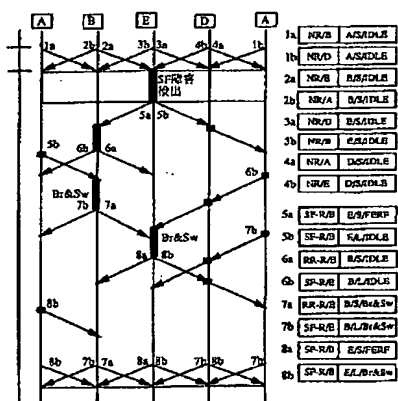 A B E D A
1a 2b 2a 3b 3a 4b 4a 1b
SF障害
検出
5a 5b
5b 6b 6a
6b
Br&Sw
7b 7a
Br&Sw 7b
8a 8b
8b
8b 7b 7a 8a 8b 7b 8b 7b
1a NR/B A/S/IDLE
1b NR/D A/S/IDLE
2a NR/E B/S/IDLE
2b NR/A B/S/IDLE
3a NR/D E/S/IDLE
3b NR/B E/S/IDLE
4a NR/A D/S/IDLE
4b NR/E D/S/IDLE
5a SF-R/B E/S/FERF
5b SF-R/B E/L/IDLE
6a RR-R/E B/S/IDLE
6b SF-R/E B/L/IDLE
7a RR-R/E B/S/Br&Sw
7b SF-R/E B/L/Br&Sw
8a SF-R/B E/S/FERF
8b SF-R/B E/L/Br&Sw